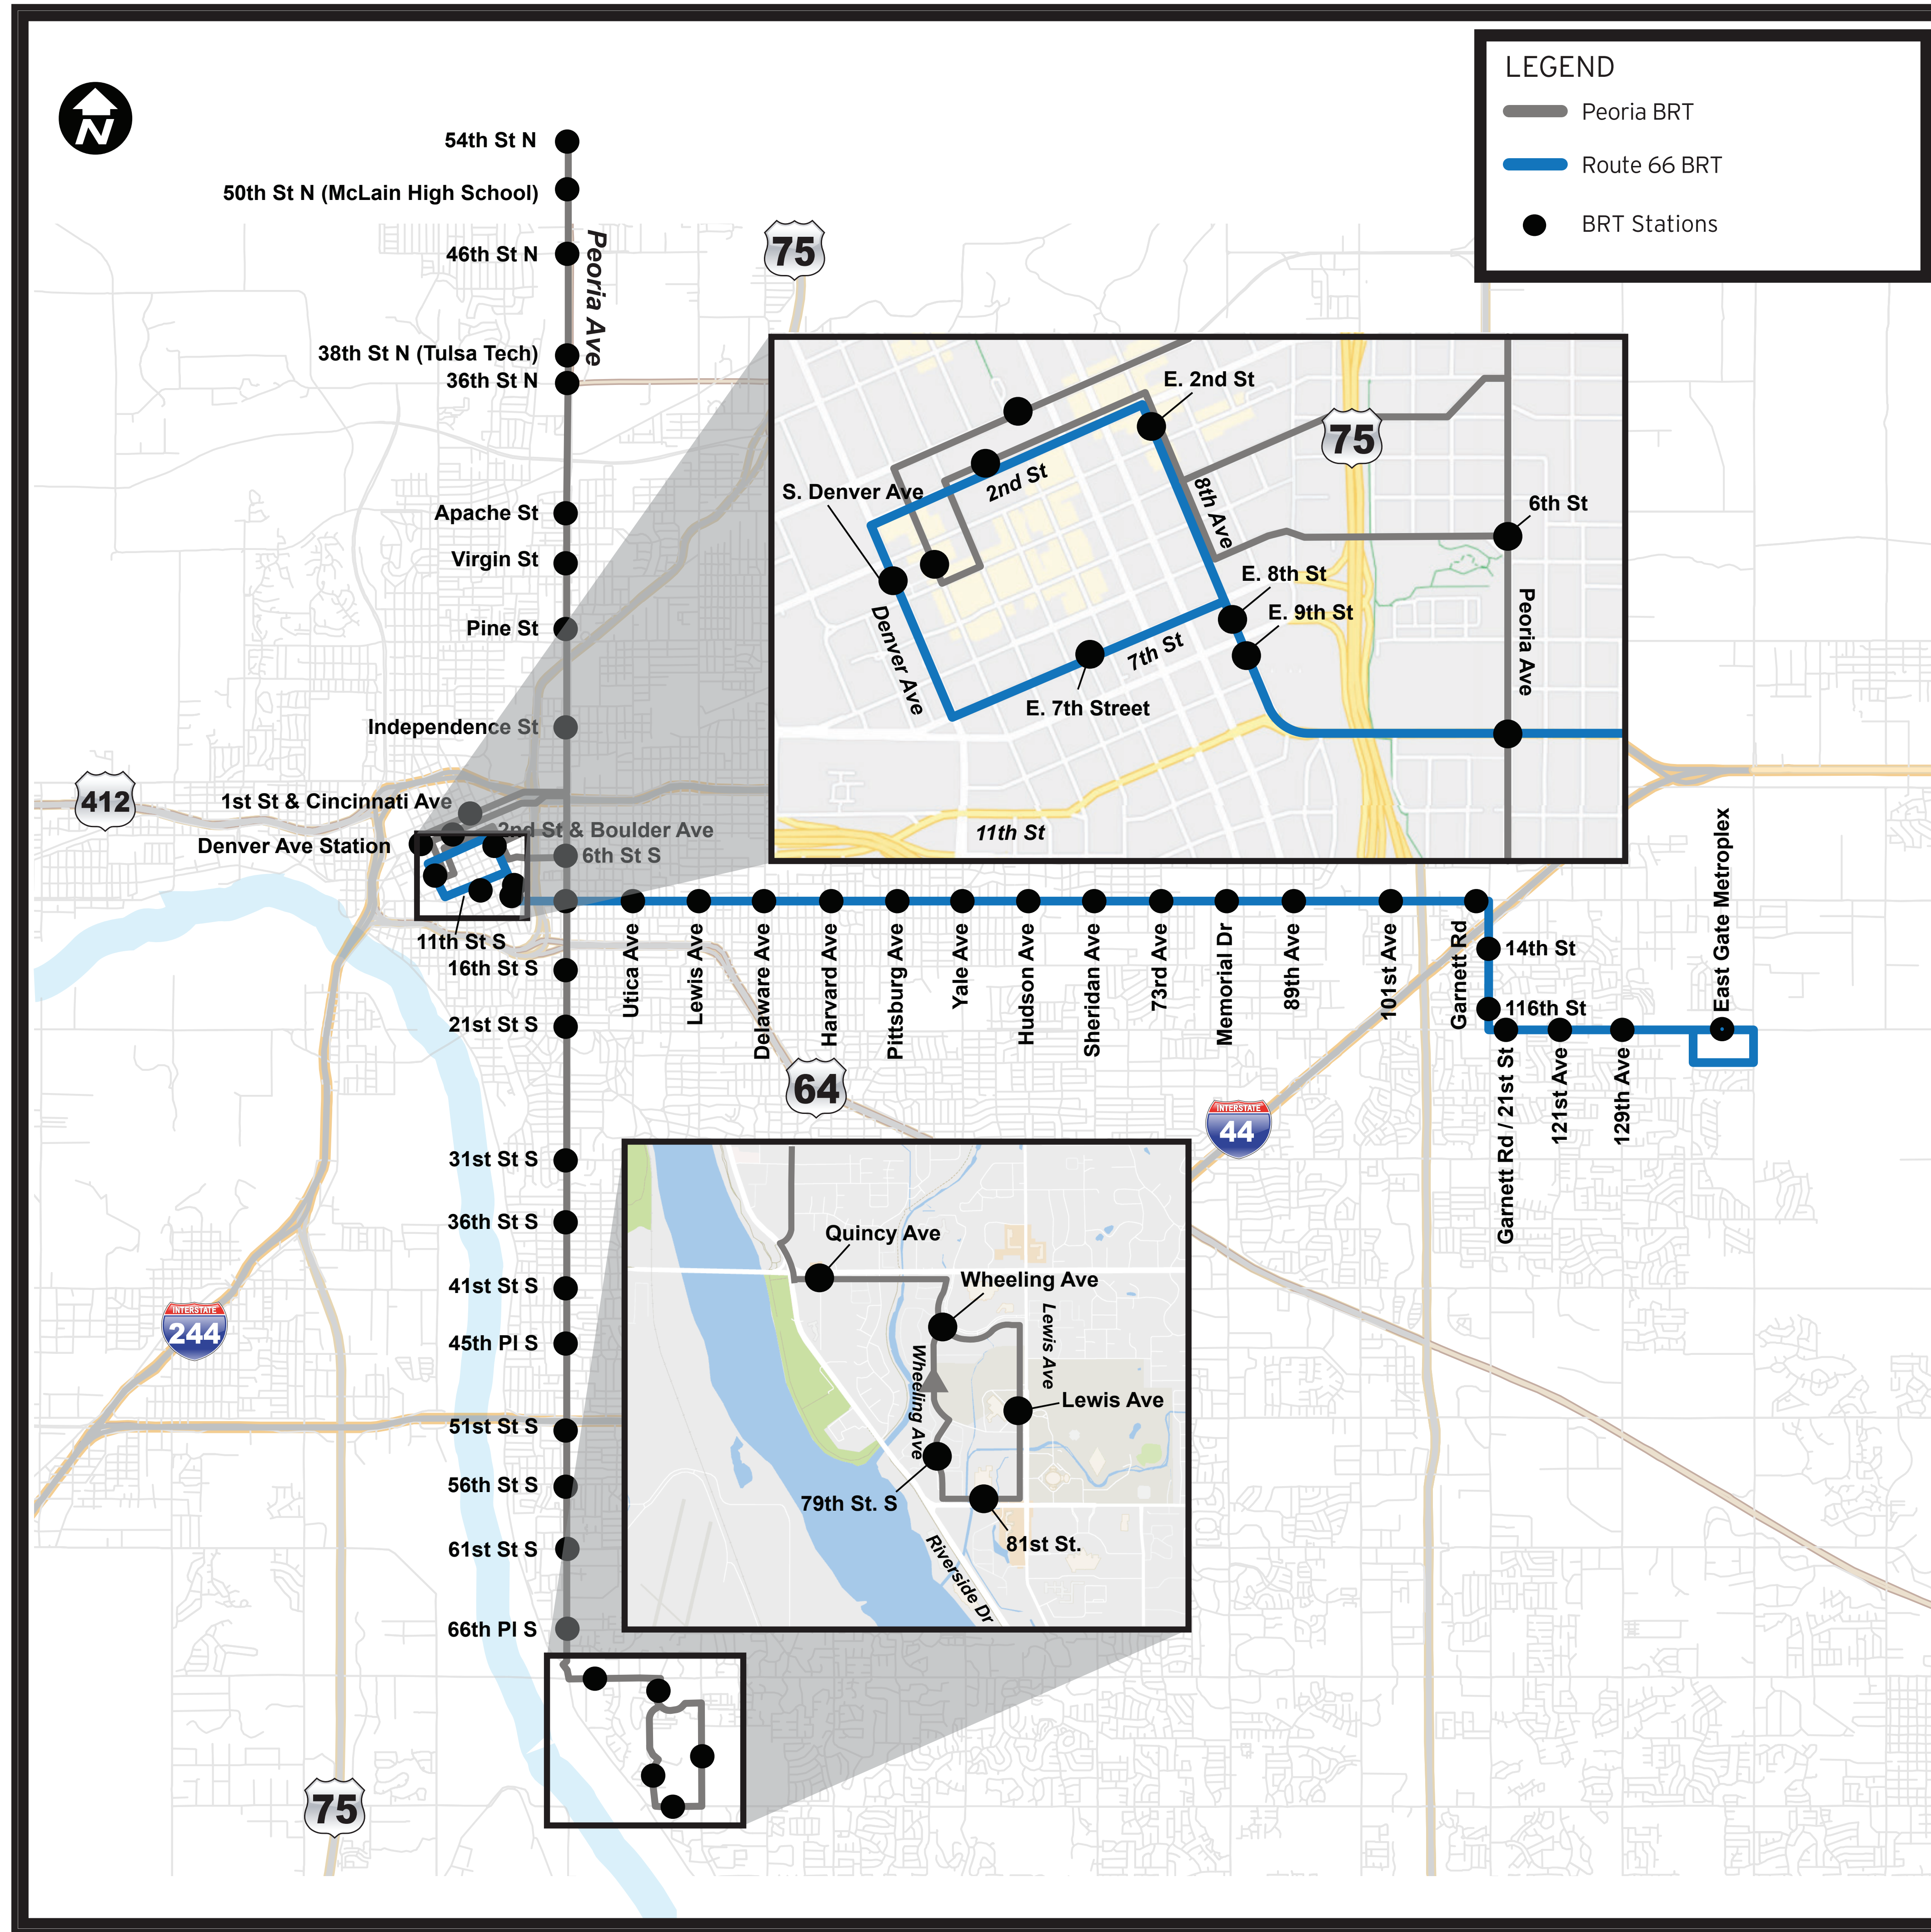 LEGEND
Peoria BRT
Route 66 BRT
BRT Stations
N
54th St N
50th St N (McLain High School)
46th St N
Peoria Ave
38th St N (Tulsa Tech)
36th St N
Apache St
Virgin St
Pine St
Independence St
75
412
1st St & Cincinnati Ave
2nd St & Boulder Ave
Denver Ave Station
6th St S
11th St S
16th St S
21st St S
31st St S
36th St S
41st St S
45th Pl S
51st St S
56th St S
61st St S
66th Pl S
E. 2nd St
75
S. Denver Ave
2nd St
8th Ave
6th St
E. 8th St
E. 9th St
Denver Ave
7th St
E. 7th Street
Peoria Ave
11th St
Utica Ave
Lewis Ave
Delaware Ave
Harvard Ave
Pittsburg Ave
Yale Ave
Hudson Ave
Sheridan Ave
73rd Ave
Memorial Dr
89th Ave
101st Ave
Garnett Rd
14th St
116th St
Garnett Rd / 21st St
121st Ave
129th Ave
East Gate Metroplex
64
INTERSTATE
44
INTERSTATE
244
75
Quincy Ave
Wheeling Ave
Lewis Ave
Wheeling Ave
Lewis Ave
79th St. S
81st St.
Riverside Dr